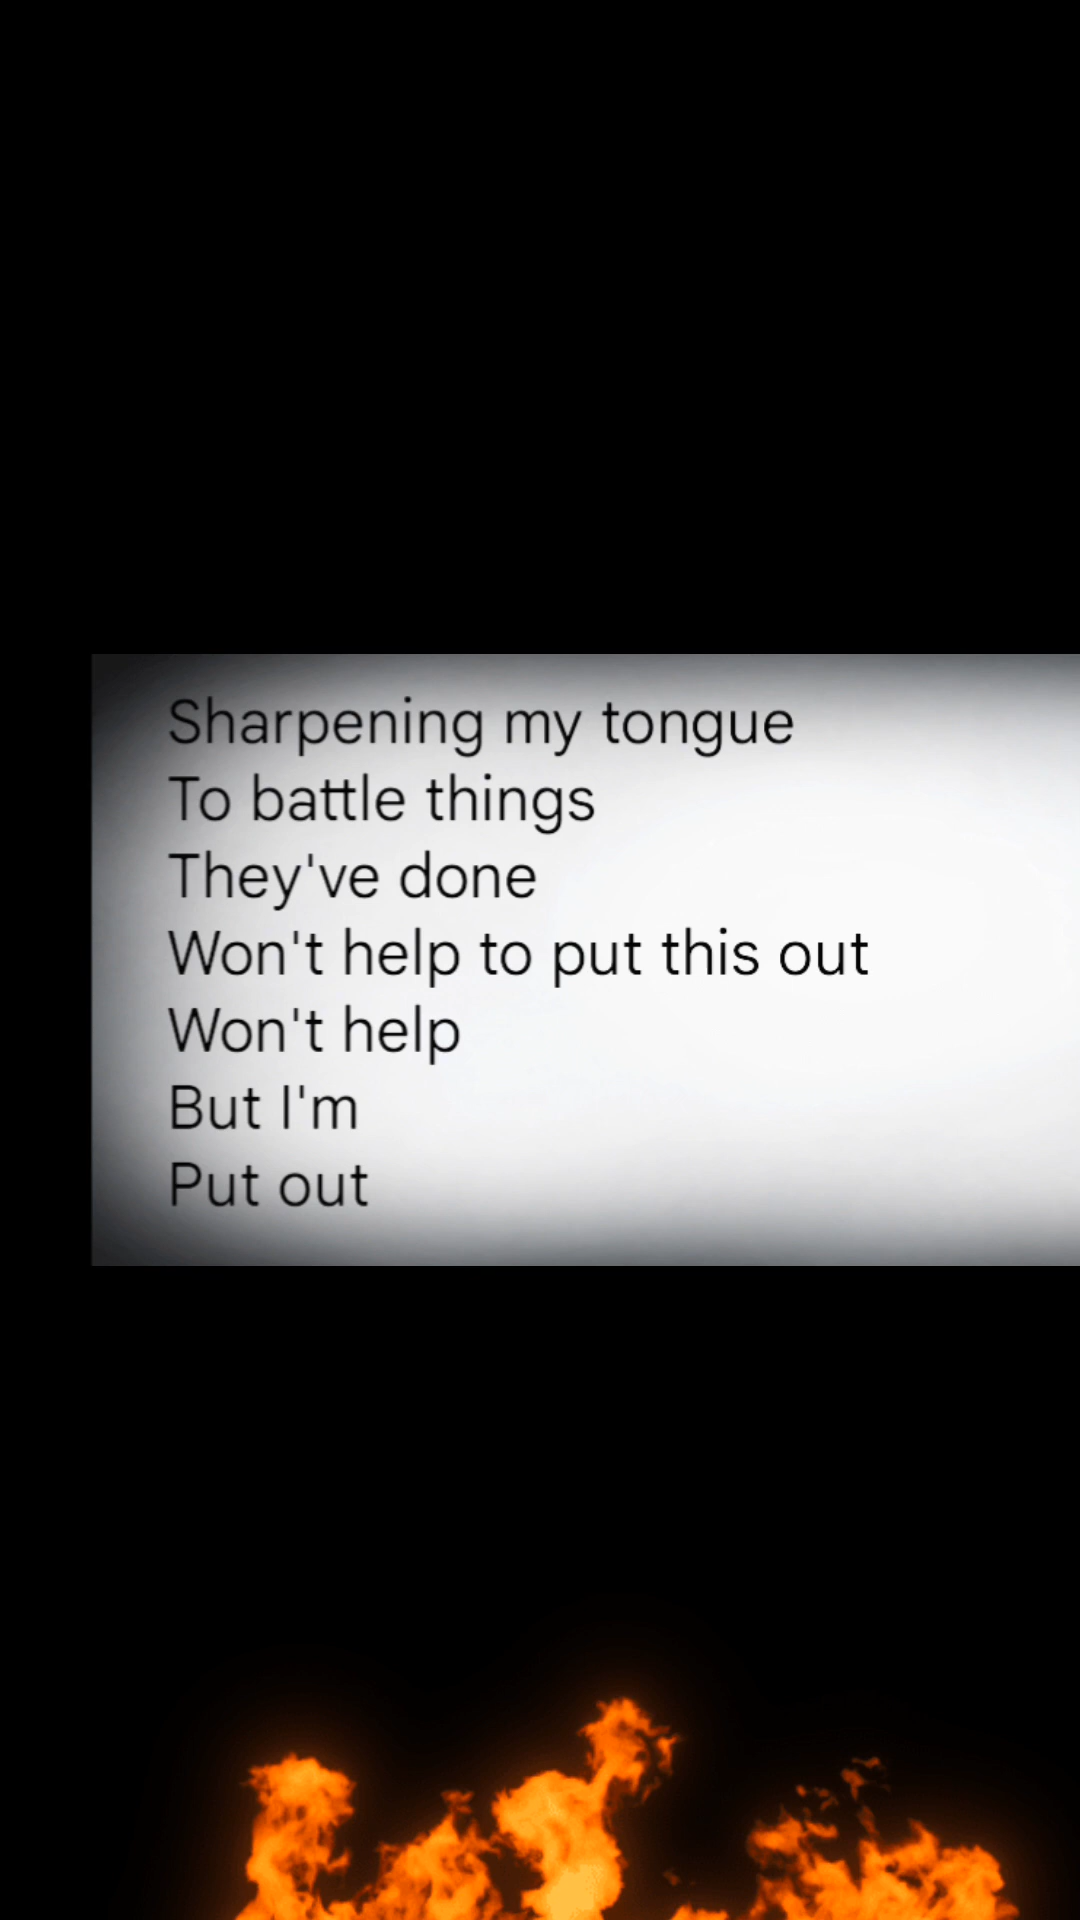 Sharpening my tongue
To battle things
They've done
Won't help to put this out
Won't help
But I'm
Put out